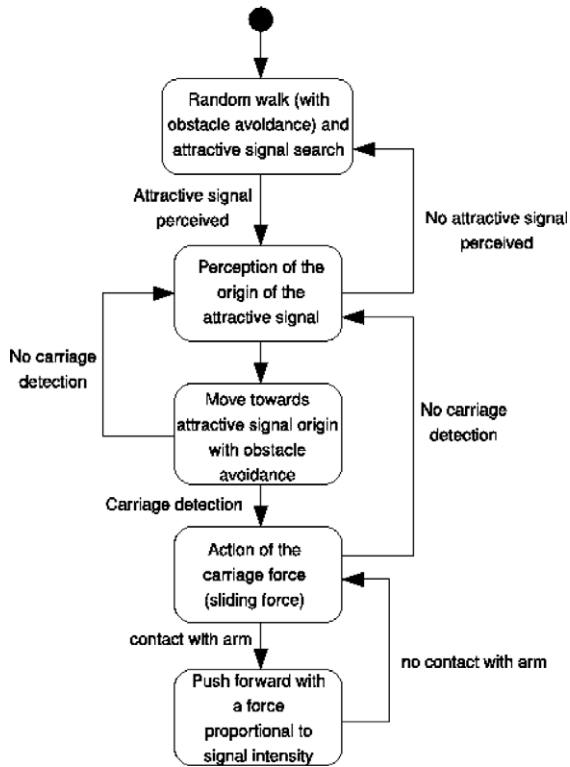 Random walk (with
obstacle avoidance) and
attractive signal search
Attractive signal
perceived
No attractive signal
perceived
Perception of the
origin of the
attractive signal
No carriage
detection
Move towards
attractive signal origin
with obstacle
avoidance
No carriage
detection
Carriage detection
Action of the
carriage force
(sliding force)
contact with arm
no contact with arm
Push forward with
a force
proportional to
signal intensity